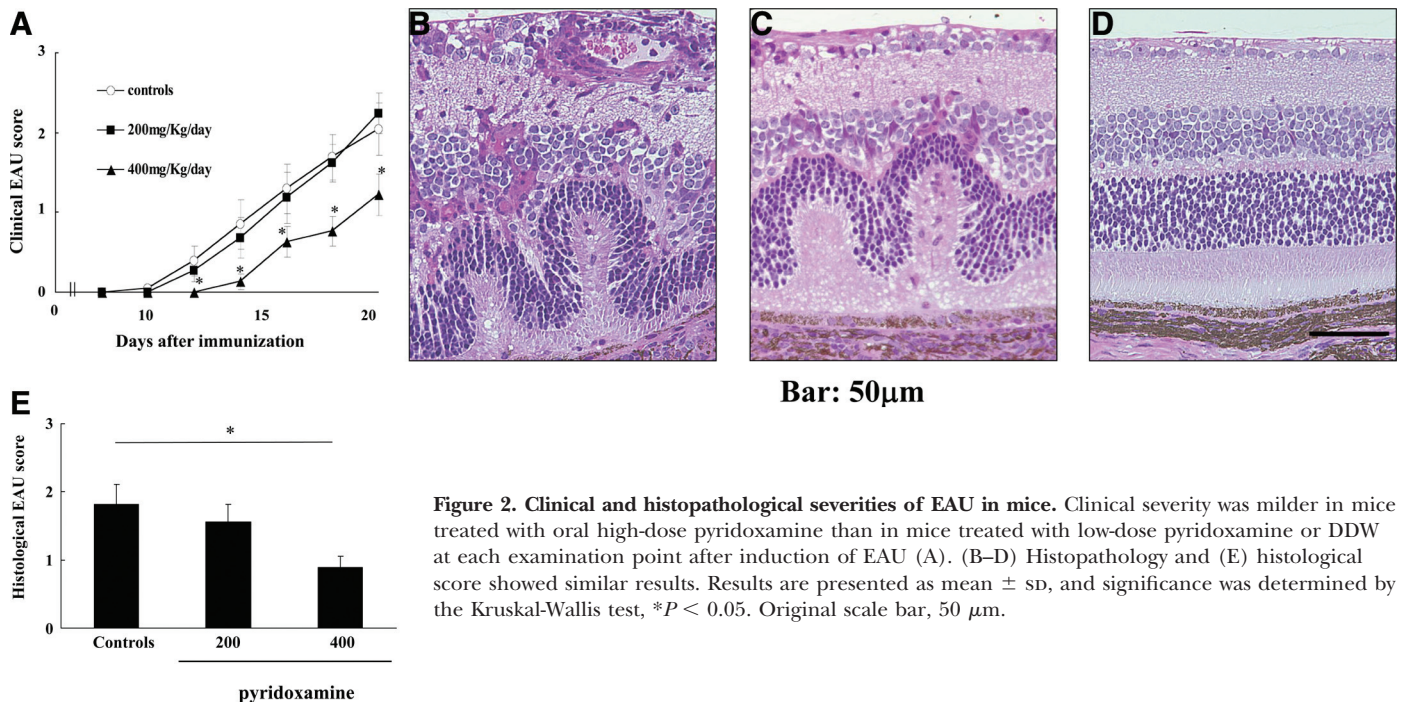 A
3
2
1
0
Clinical EAU score
controls
200mg/Kg/day
400mg/Kg/day
*
*
*
*
*
0
10
15
20
Days after immunization
B
C
D
Bar: 50μm
E
3
2
1
0
Histological EAU score
*
Controls
200
400
pyridoxamine
Figure 2. Clinical and histopathological severities of EAU in mice. Clinical severity was milder in mice
treated with oral high-dose pyridoxamine than in mice treated with low-dose pyridoxamine or DDW
at each examination point after induction of EAU (A). (B–D) Histopathology and (E) histological
score showed similar results. Results are presented as mean ± SD, and significance was determined by
the Kruskal-Wallis test, *P < 0.05. Original scale bar, 50 μm.